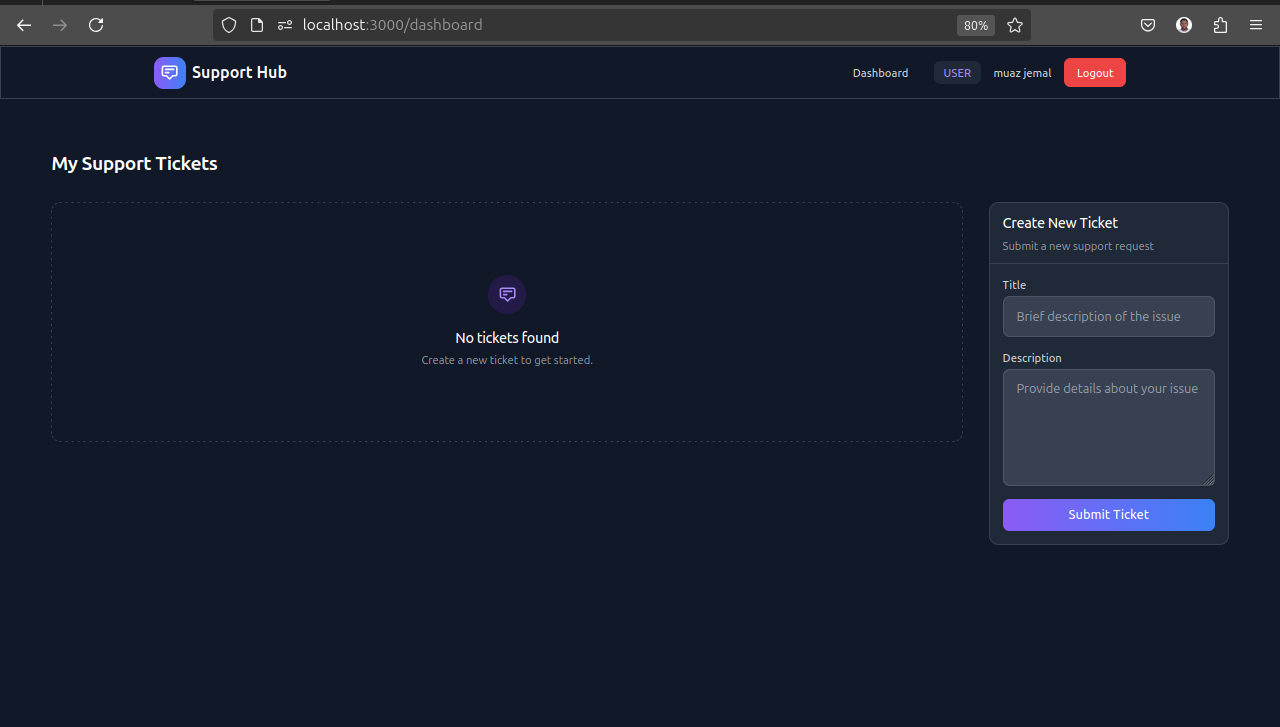 localhost:3000/dashboard
80%
Support Hub
Dashboard
USER
muaz jemal
Logout
My Support Tickets
No tickets found
Create a new ticket to get started.
Create New Ticket
Submit a new support request
Title
Brief description of the issue
Description
Provide details about your issue
Submit Ticket